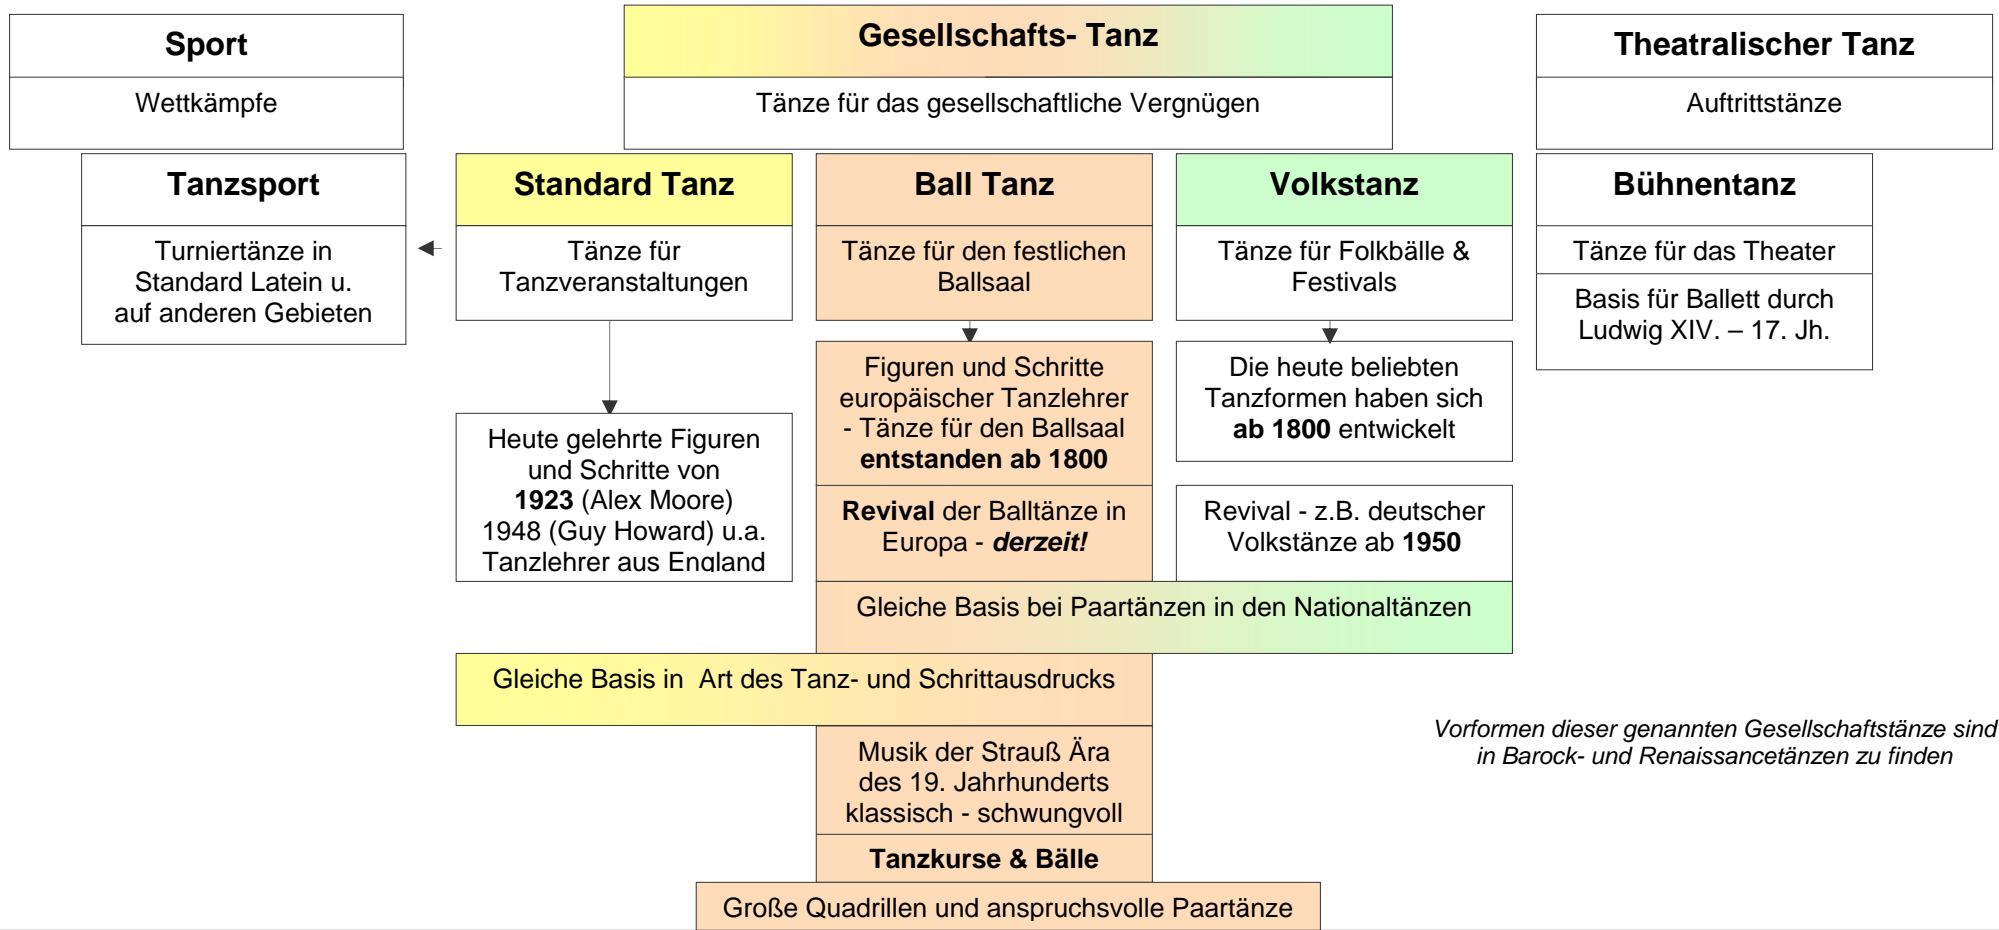 Sport
Wettkämpfe
Gesellschafts- Tanz
Tänze für das gesellschaftliche Vergnügen
Theatralischer Tanz
Auftrittstänze
Tanzsport
Turniertänze in
Standard Latein u.
auf anderen Gebieten
Standard Tanz
Tänze für
Tanzveranstaltungen
Heute gelehrte Figuren
und Schritte von
1923 (Alex Moore)
1948 (Guy Howard) u.a.
Tanzlehrer aus England
Ball Tanz
Tänze für den festlichen
Ballsaal
Figuren und Schritte
europäischer Tanzlehrer
- Tänze für den Ballsaal
entstanden ab 1800
Revival der Balltänze in
Europa - derzeit!
Volkstanz
Tänze für Folkbälle &
Festivals
Die heute beliebten
Tanzformen haben sich
ab 1800 entwickelt
Revival - z.B. deutscher
Volkstänze ab 1950
Bühnentanz
Tänze für das Theater
Basis für Ballett durch
Ludwig XIV. – 17. Jh.
Gleiche Basis bei Paartänzen in den Nationaltänzen
Gleiche Basis in  Art des Tanz- und Schrittausdrucks
Musik der Strauß Ära
des 19. Jahrhunderts
klassisch - schwungvoll
Tanzkurse & Bälle
Große Quadrillen und anspruchsvolle Paartänze
Vorformen dieser genannten Gesellschaftstänze sind
in Barock- und Renaissancetänzen zu finden